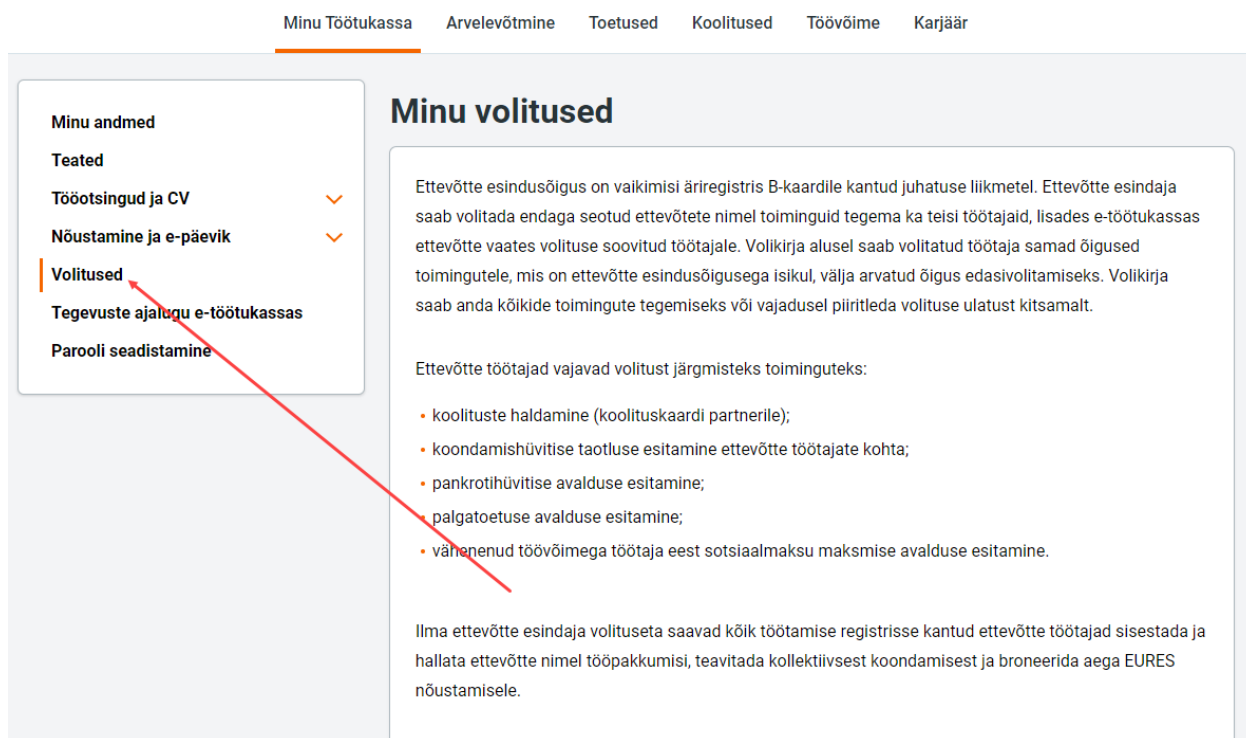 Minu Töötukassa Arvelevõtmine Toetused Koolitused Töövõime Karjäär
Minu andmed
Teated
Tööotsingud ja CV
Nõustamine ja e-päevik
Volitused
Tegevuste ajalugu e-töötukassas
Parooli seadistamine
Minu volitused
Ettevõtte esindusõigus on vaikimisi äriregistris B-kaardile kantud juhatuse liikmetel. Ettevõtte esindaja
saab volitada endaga seotud ettevõtete nimel toiminguid tegema ka teisi töötajaid, lisades e-töötukassas
ettevõtte vaates volituse soovitud töötajale. Volikirja alusel saab volitatud töötaja samad õigused
toimingutele, mis on ettevõtte esindusõigusega isikul, välja arvatud õigus edasivolitamiseks. Volikirja
saab anda kõikide toimingute tegemiseks või vajadusel piiritleda volituse ulatust kitsamalt.
Ettevõtte töötajad vajavad volitust järgmisteks toiminguteks:
• koolituste haldamine (koolituskaardi partnerile);
• koondamishüvitise taotluse esitamine ettevõtte töötajate kohta;
• pankrotihüvitise avalduse esitamine;
• palgatoetuse avalduse esitamine;
• vähenenud töövõimega töötaja eest sotsiaalmaksu maksmise avalduse esitamine.
Ilma ettevõtte esindaja volituseta saavad kõik töötamise registrisse kantud ettevõtte töötajad sisestada ja
hallata ettevõtte nimel tööpakkumisi, teavitada kollektiivsest koondamisest ja broneerida aega EURES
nõustamisele.